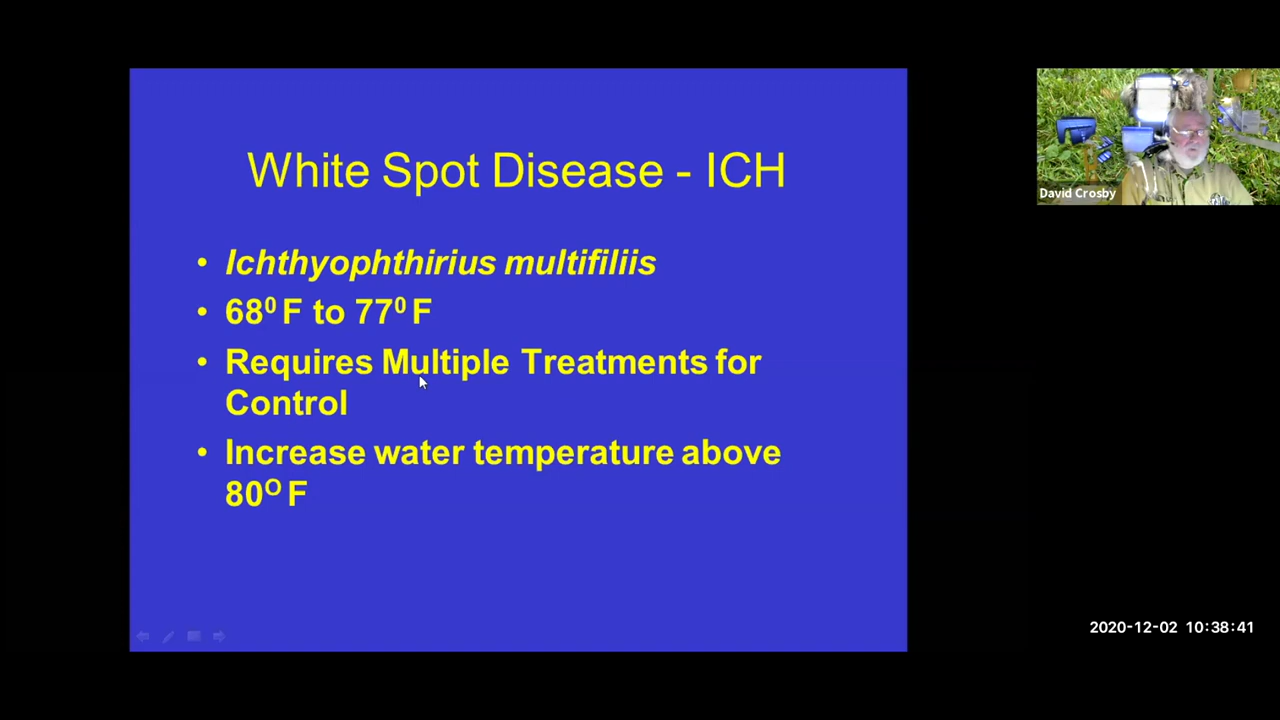 White Spot Disease - ICH
• Ichthyophthirius multifiliis
• 68⁰ F to 77⁰ F
• Requires Multiple Treatments for
Control
• Increase water temperature above
80ᴼ F
David Crosby
2020-12-02 10:38:41